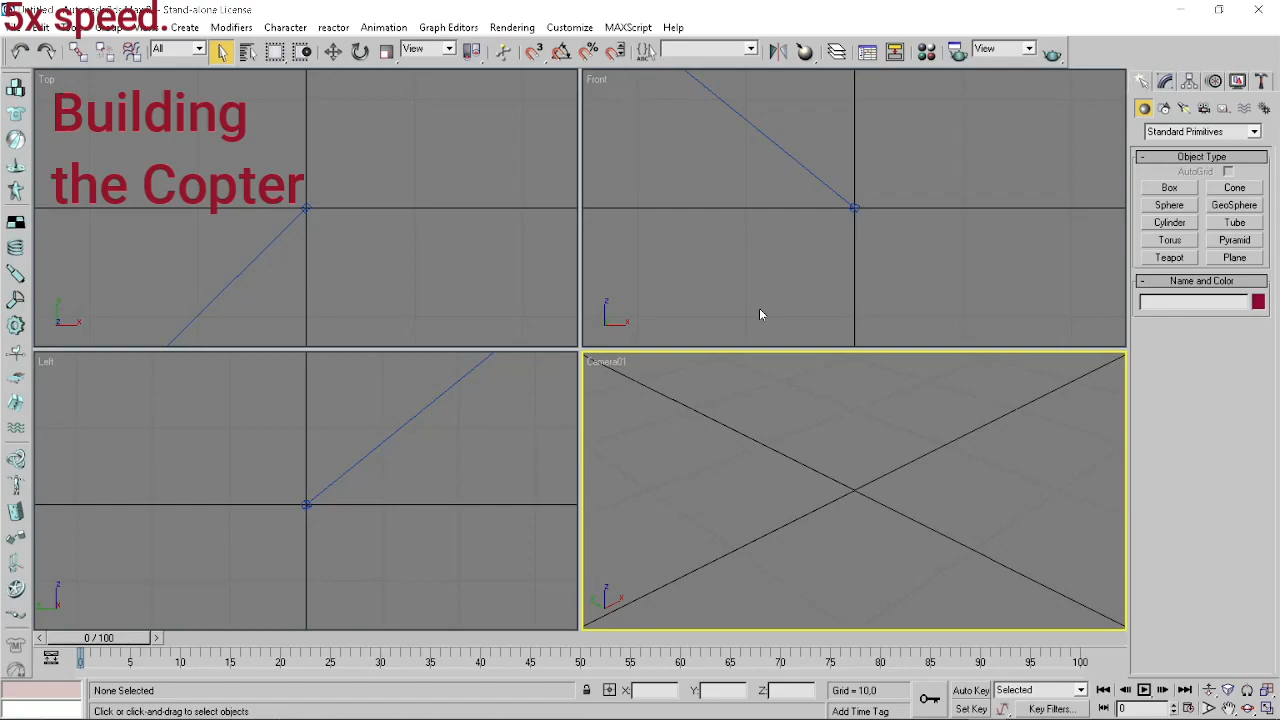 5x speed.
Create
Modifiers
Character
reactor
Animation
Graph Editors
Rendering
Customize
MAXScript
Help
All
View
View
Building
the Copter
Top
Front
Left
Camera01
Standard Primitives
Object Type
AutoGrid
Box
Cone
Sphere
GeoSphere
Cylinder
Tube
Torus
Pyramid
Teapot
Plane
Name and Color
0 / 100
0 5 10 15 20 25 30 35 40 45 50 55 60 65 70 75 80 85 90 95 100
None Selected
X:
Y:
Z:
Grid = 10,0
Auto Key
Selected
Click or click-and-drag to select objects
Add Time Tag
Set Key
Key Filters...
0